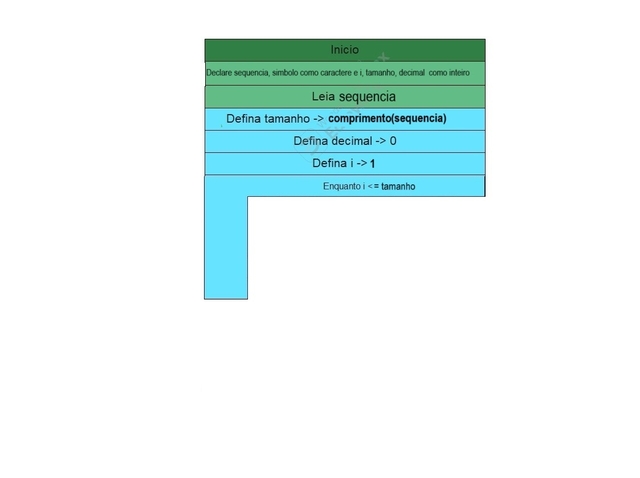 Inicio
Declare sequencia, simbolo como caractere e i, tamanho, decimal como inteiro
Leia sequencia
Defina tamanho -> comprimento(sequencia)
Defina decimal -> 0
Defina i -> 1
Enquanto i <= tamanho